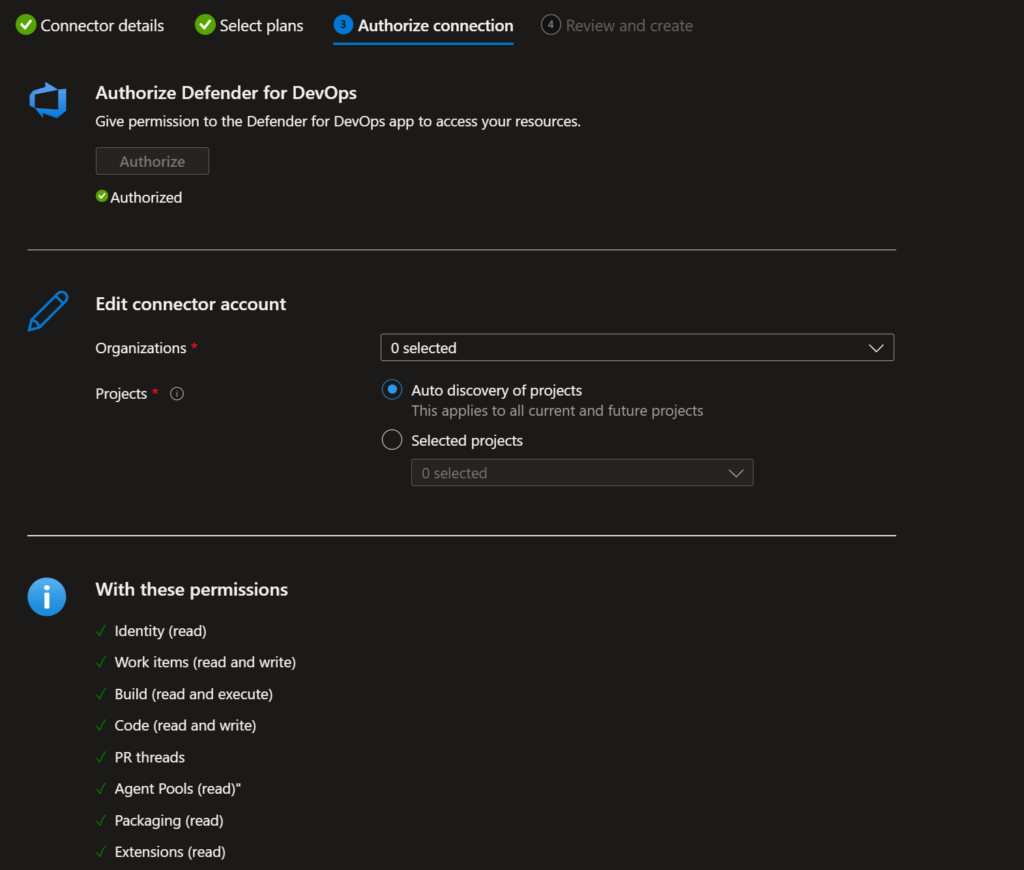 Connector details Select plans 3 Authorize connection 4 Review and create
Authorize Defender for DevOps
Give permission to the Defender for DevOps app to access your resources.
Authorize
Authorized
Edit connector account
Organizations * 0 selected
Projects * Auto discovery of projects
This applies to all current and future projects
Selected projects
0 selected
With these permissions
Identity (read)
Work items (read and write)
Build (read and execute)
Code (read and write)
PR threads
Agent Pools (read)"
Packaging (read)
Extensions (read)